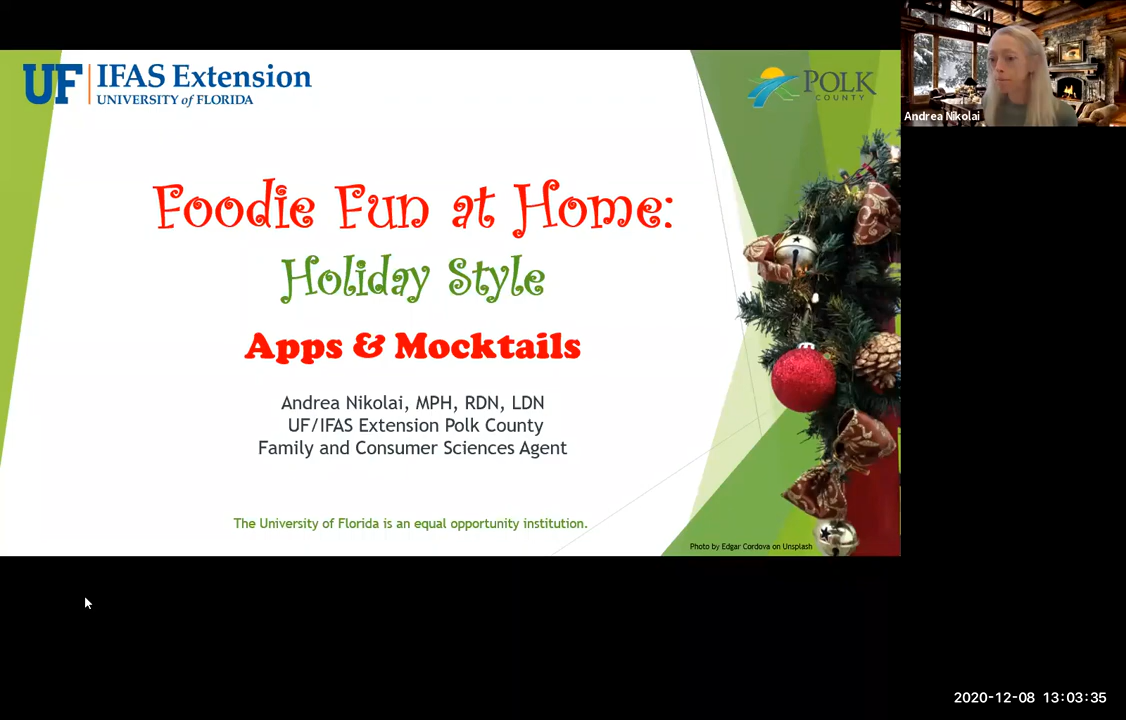 UF IFAS Extension
UNIVERSITY of FLORIDA
POLK
COUNTY
Andrea Nikolai
Foodie Fun at Home:
Holiday Style
Apps & Mocktails
Andrea Nikolai, MPH, RDN, LDN
UF/IFAS Extension Polk County
Family and Consumer Sciences Agent
The University of Florida is an equal opportunity institution.
Photo by Edgar Cordova on Unsplash
2020-12-08 13:03:35